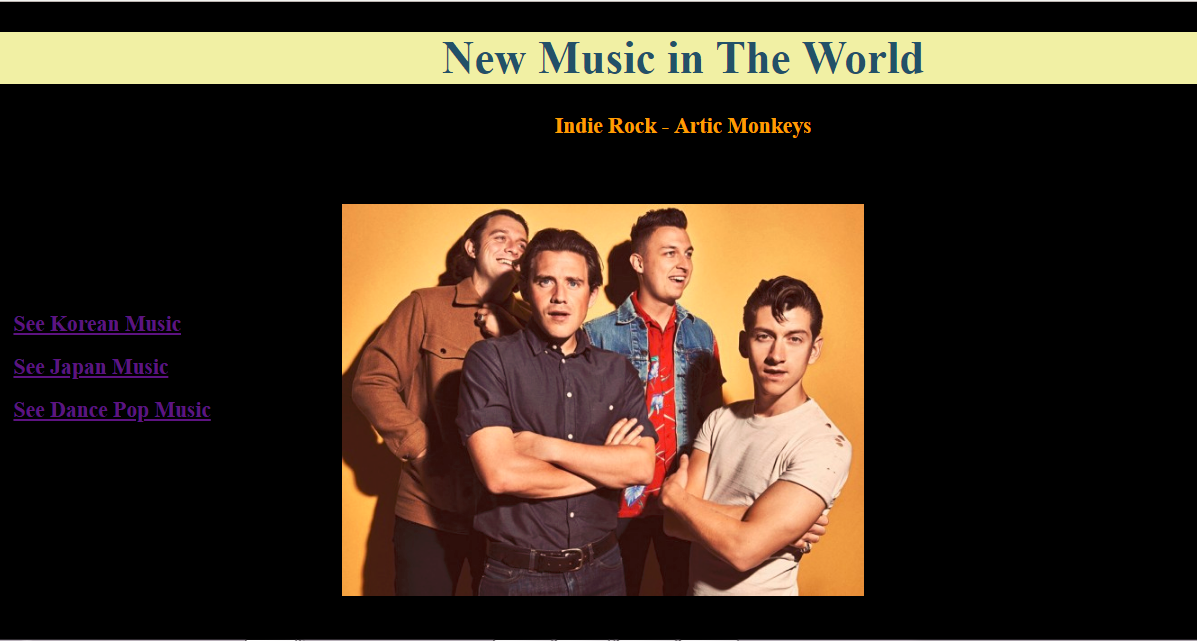 New Music in The World
Indie Rock - Artic Monkeys
See Korean Music
See Japan Music
See Dance Pop Music